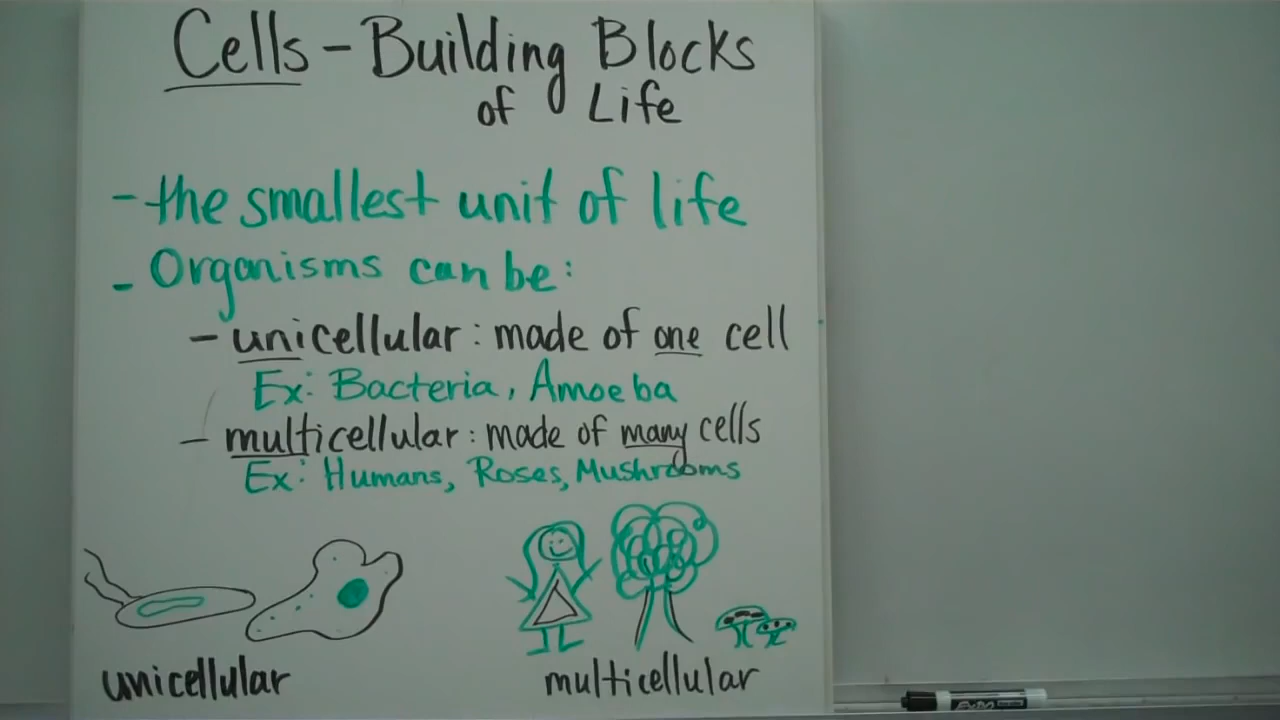 Cells - Building Blocks
of Life
- the smallest unit of life
- Organisms can be:
- unicellular: made of one cell
Ex: Bacteria, Amoeba
- multicellular: made of many cells
Ex: Humans, Roses, Mushrooms
unicellular
multicellular